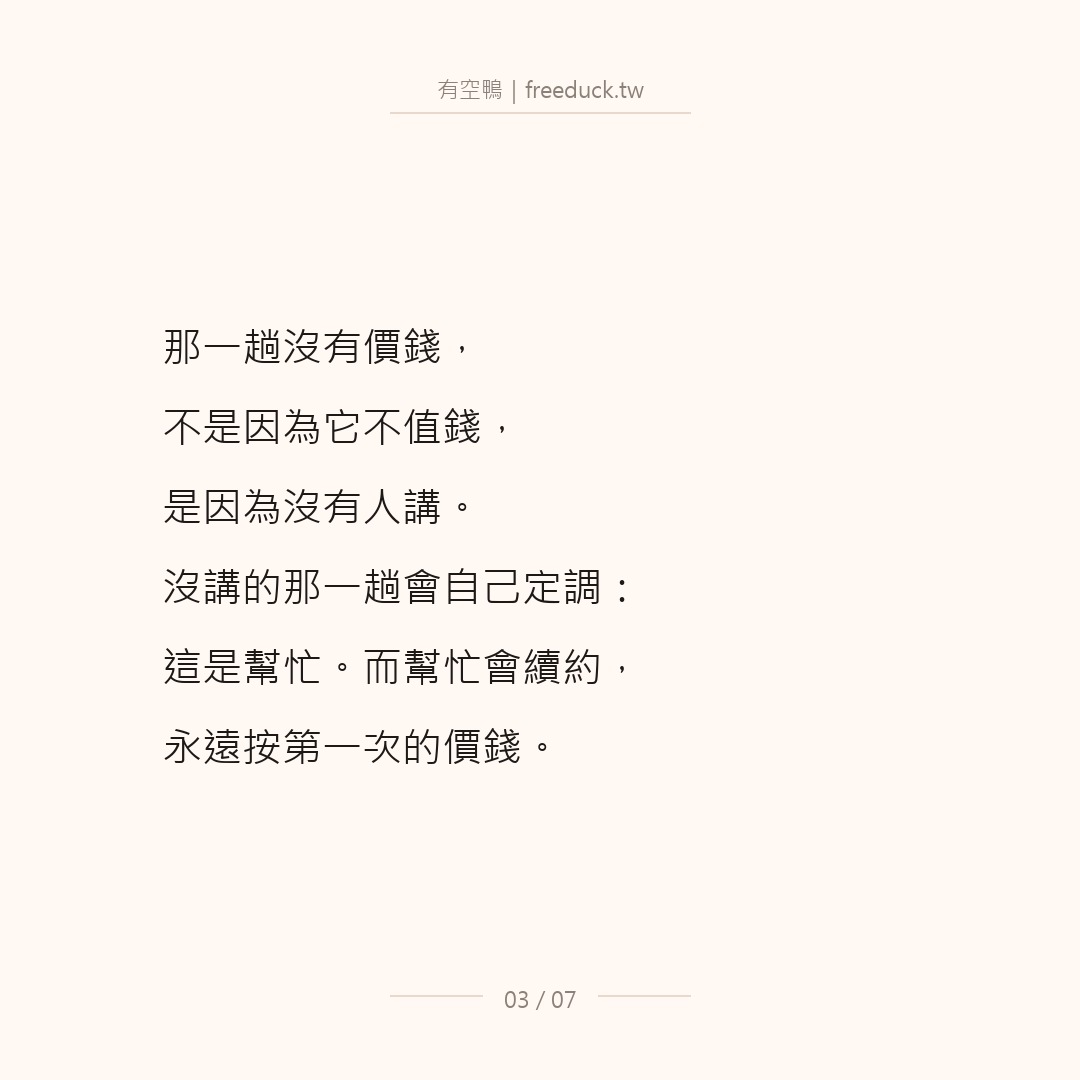 有空鴨 | freeduck.tw
那一趟沒有價錢，
不是因為它不值錢，
是因為沒有人講。
沒講的那一趟會自己定調：
這是幫忙。而幫忙會續約，
永遠按第一次的價錢。
03 / 07